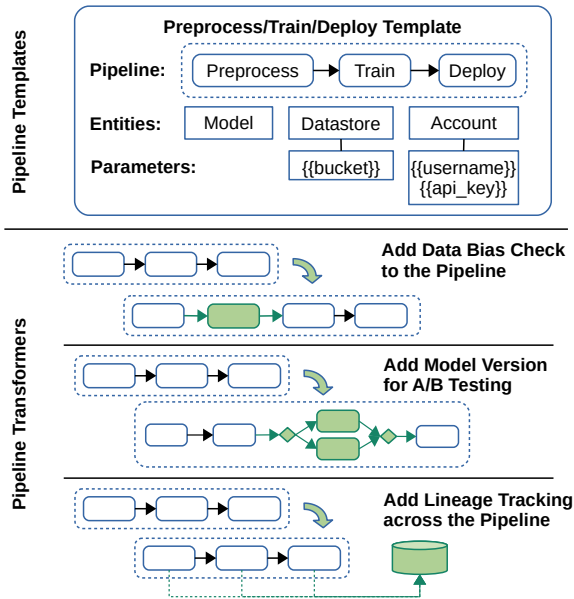 Pipeline Templates
Preprocess/Train/Deploy Template
Pipeline:
Preprocess
Train
Deploy
Entities:
Model
Datastore
Account
Parameters:
{{bucket}}
{{username}}
{{api_key}}
Pipeline Transformers
Add Data Bias Check
to the Pipeline
Add Model Version
for A/B Testing
Add Lineage Tracking
across the Pipeline